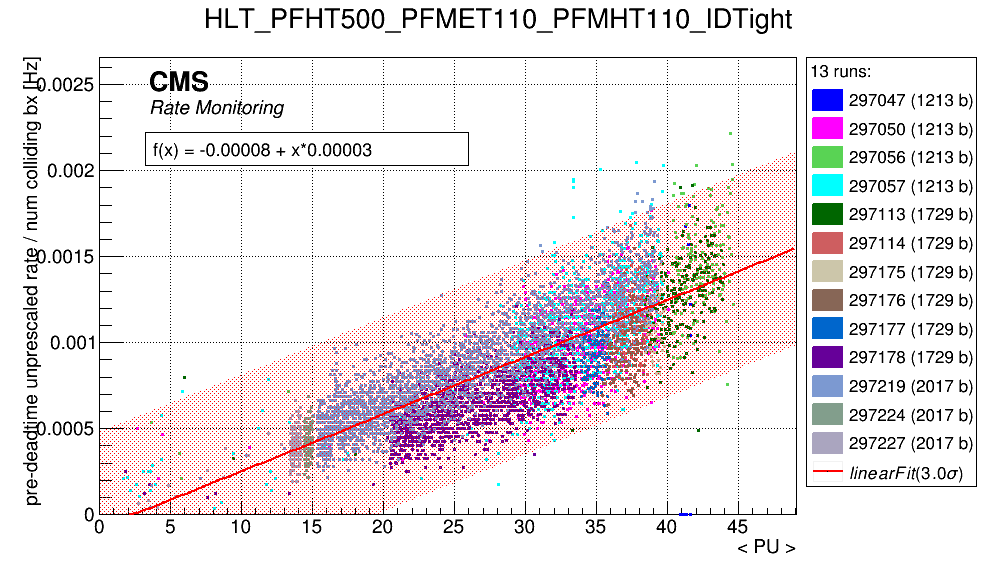 HLT_PFHT500_PFMET110_PFMHT110_IDTight
pre-deadtime unprescaled rate / num colliding bx [Hz]
0.0025
0.002
0.0015
0.001
0.0005
0
CMS
Rate Monitoring
f(x) = -0.00008 + x*0.00003
0 5 10 15 20 25 30 35 40 45
< PU >
13 runs:
297047 (1213 b)
297050 (1213 b)
297056 (1213 b)
297057 (1213 b)
297113 (1729 b)
297114 (1729 b)
297175 (1729 b)
297176 (1729 b)
297177 (1729 b)
297178 (1729 b)
297219 (2017 b)
297224 (2017 b)
297227 (2017 b)
linearFit(3.0σ)